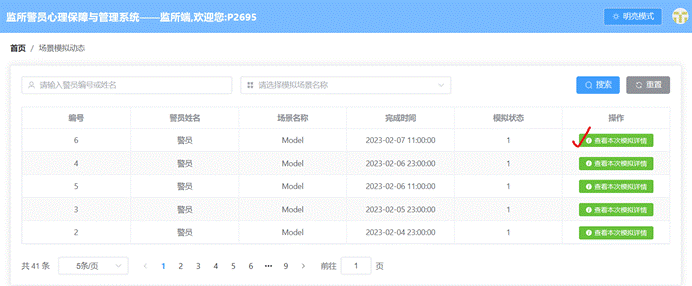 监所警员心理保障与管理系统——监所端,欢迎您:P2695 明亮模式
首页 / 场景模拟动态
请输入警员编号或姓名 请选择模拟场景名称 搜索 重置
编号 警员姓名 场景名称 完成时间 模拟状态 操作
6 警员 Model 2023-02-07 11:00:00 1 查看本次模拟详情
4 警员 Model 2023-02-06 23:00:00 1 查看本次模拟详情
5 警员 Model 2023-02-06 11:00:00 1 查看本次模拟详情
3 警员 Model 2023-02-05 23:00:00 1 查看本次模拟详情
2 警员 Model 2023-02-04 23:00:00 1 查看本次模拟详情
共 41 条 5条/页 1 2 3 4 5 6 ••• 9 前往 1 页